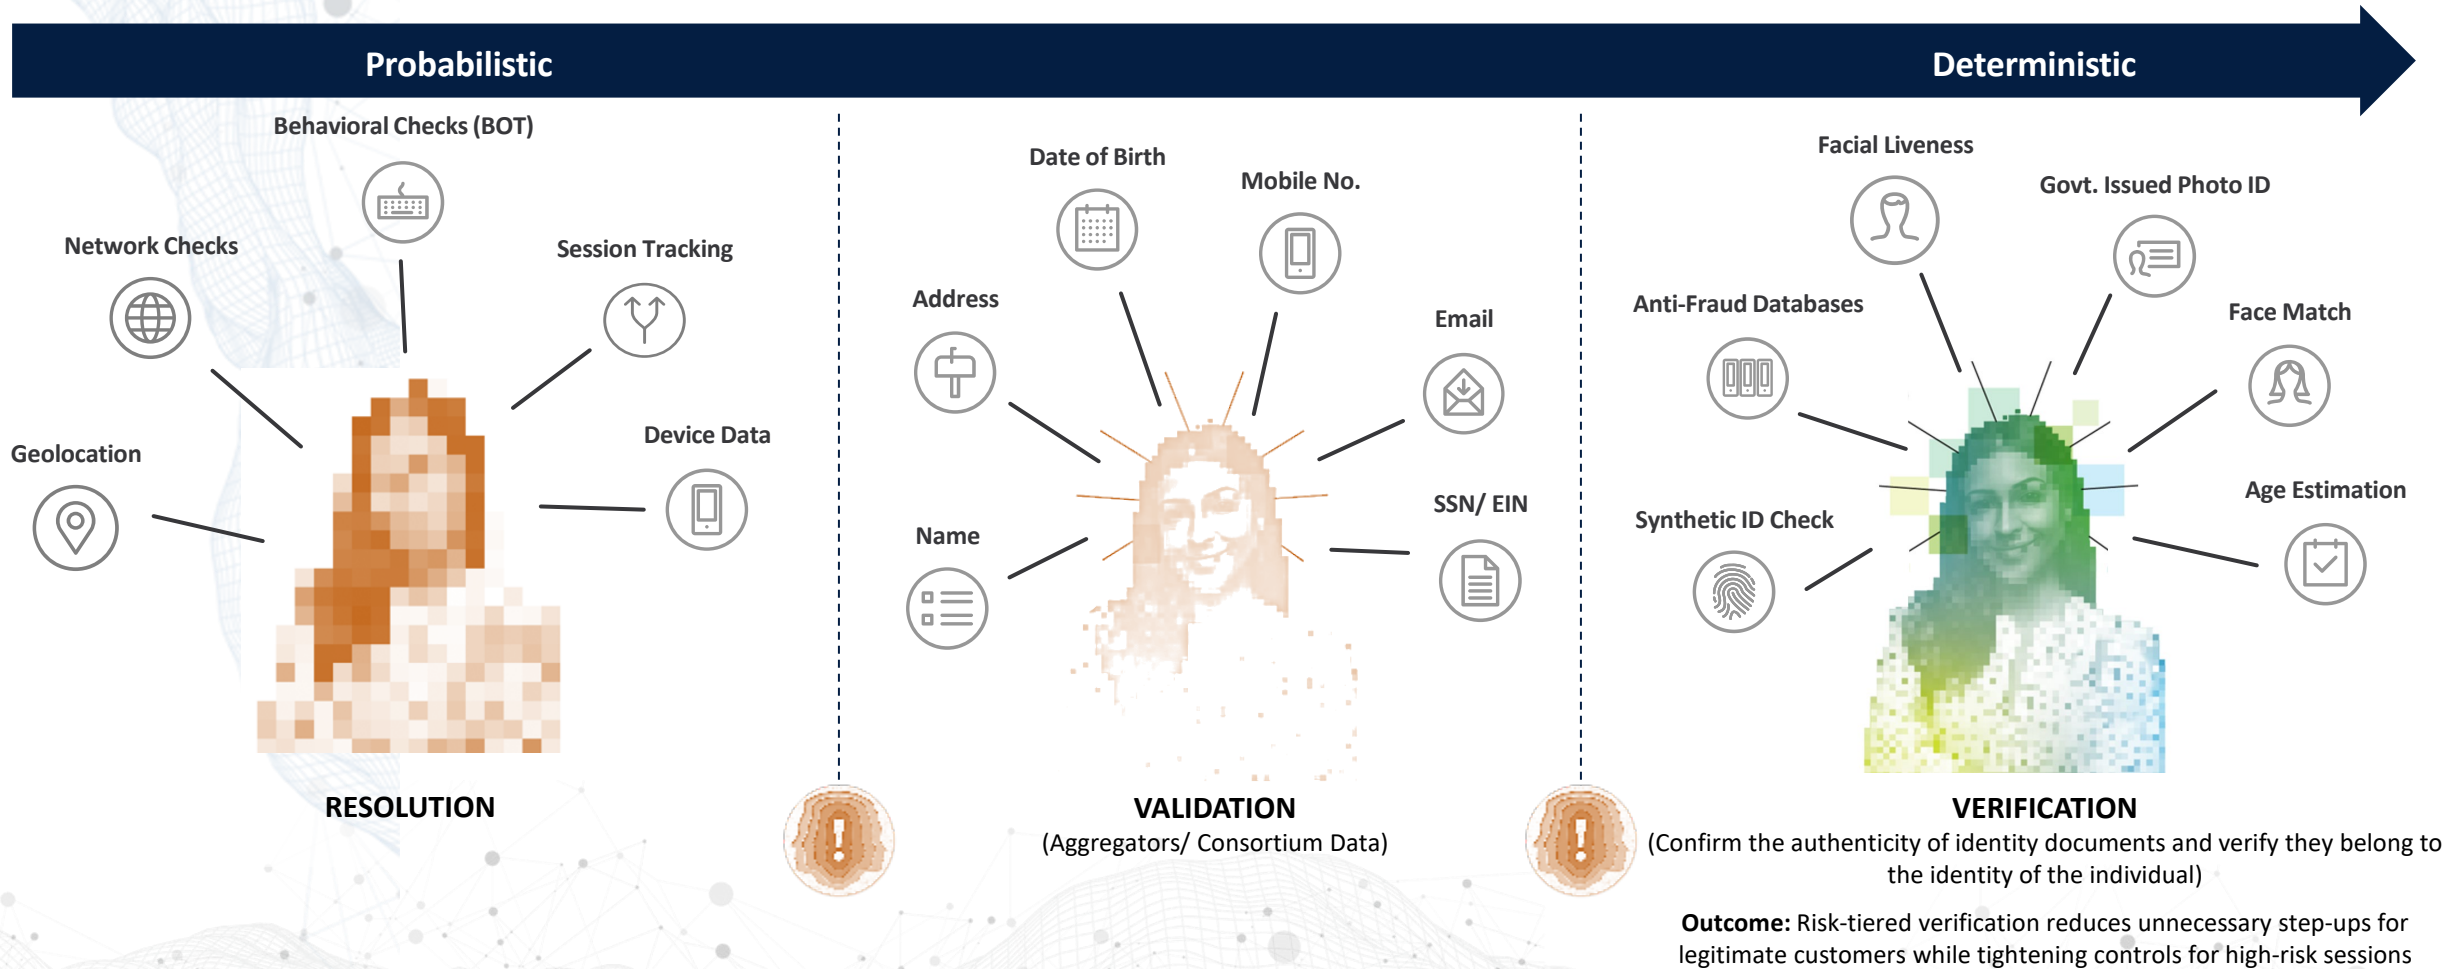 Probabilistic
Deterministic
Behavioral Checks (BOT)
Network Checks
Session Tracking
Geolocation
Device Data
RESOLUTION
Date of Birth
Mobile No.
Address
Email
Name
SSN/ EIN
VALIDATION
(Aggregators/ Consortium Data)
Facial Liveness
Govt. Issued Photo ID
Anti-Fraud Databases
Face Match
Synthetic ID Check
Age Estimation
VERIFICATION
(Confirm the authenticity of identity documents and verify they belong to
the identity of the individual)
Outcome: Risk-tiered verification reduces unnecessary step-ups for
legitimate customers while tightening controls for high-risk sessions